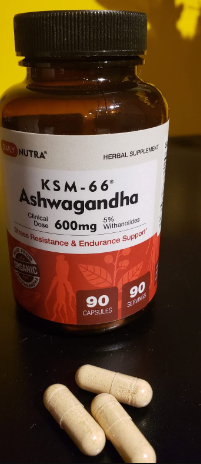 NUTRA®
HERBAL SUPPLEMENT
KSM-66®
Ashwagandha
Clinical Dose 600mg 5% Withanolides
Stress Resistance & Endurance Support*
ORGANIC
90 CAPSULES
90 SERVINGS